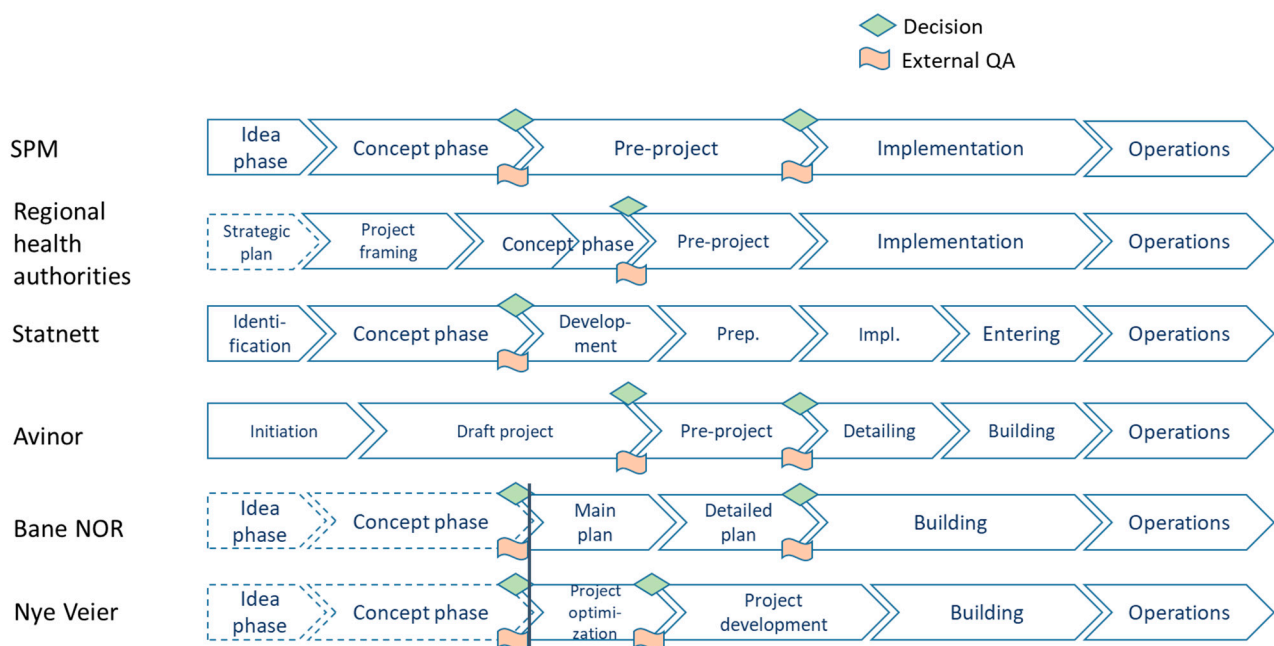 Decision
External QA
SPM
Idea
phase
Concept phase
Pre-project
Implementation
Operations
Regional
health
authorities
Strategic
plan
Project
framing
Concept phase
Pre-project
Implementation
Operations
Statnett
Identi-
fication
Concept phase
Develop-
ment
Prep.
Impl.
Entering
Operations
Avinor
Initiation
Draft project
Pre-project
Detailing
Building
Operations
Bane NOR
Idea
phase
Concept phase
Main
plan
Detailed
plan
Building
Operations
Nye Veier
Idea
phase
Concept phase
Project
optimi-
zation
Project
development
Building
Operations